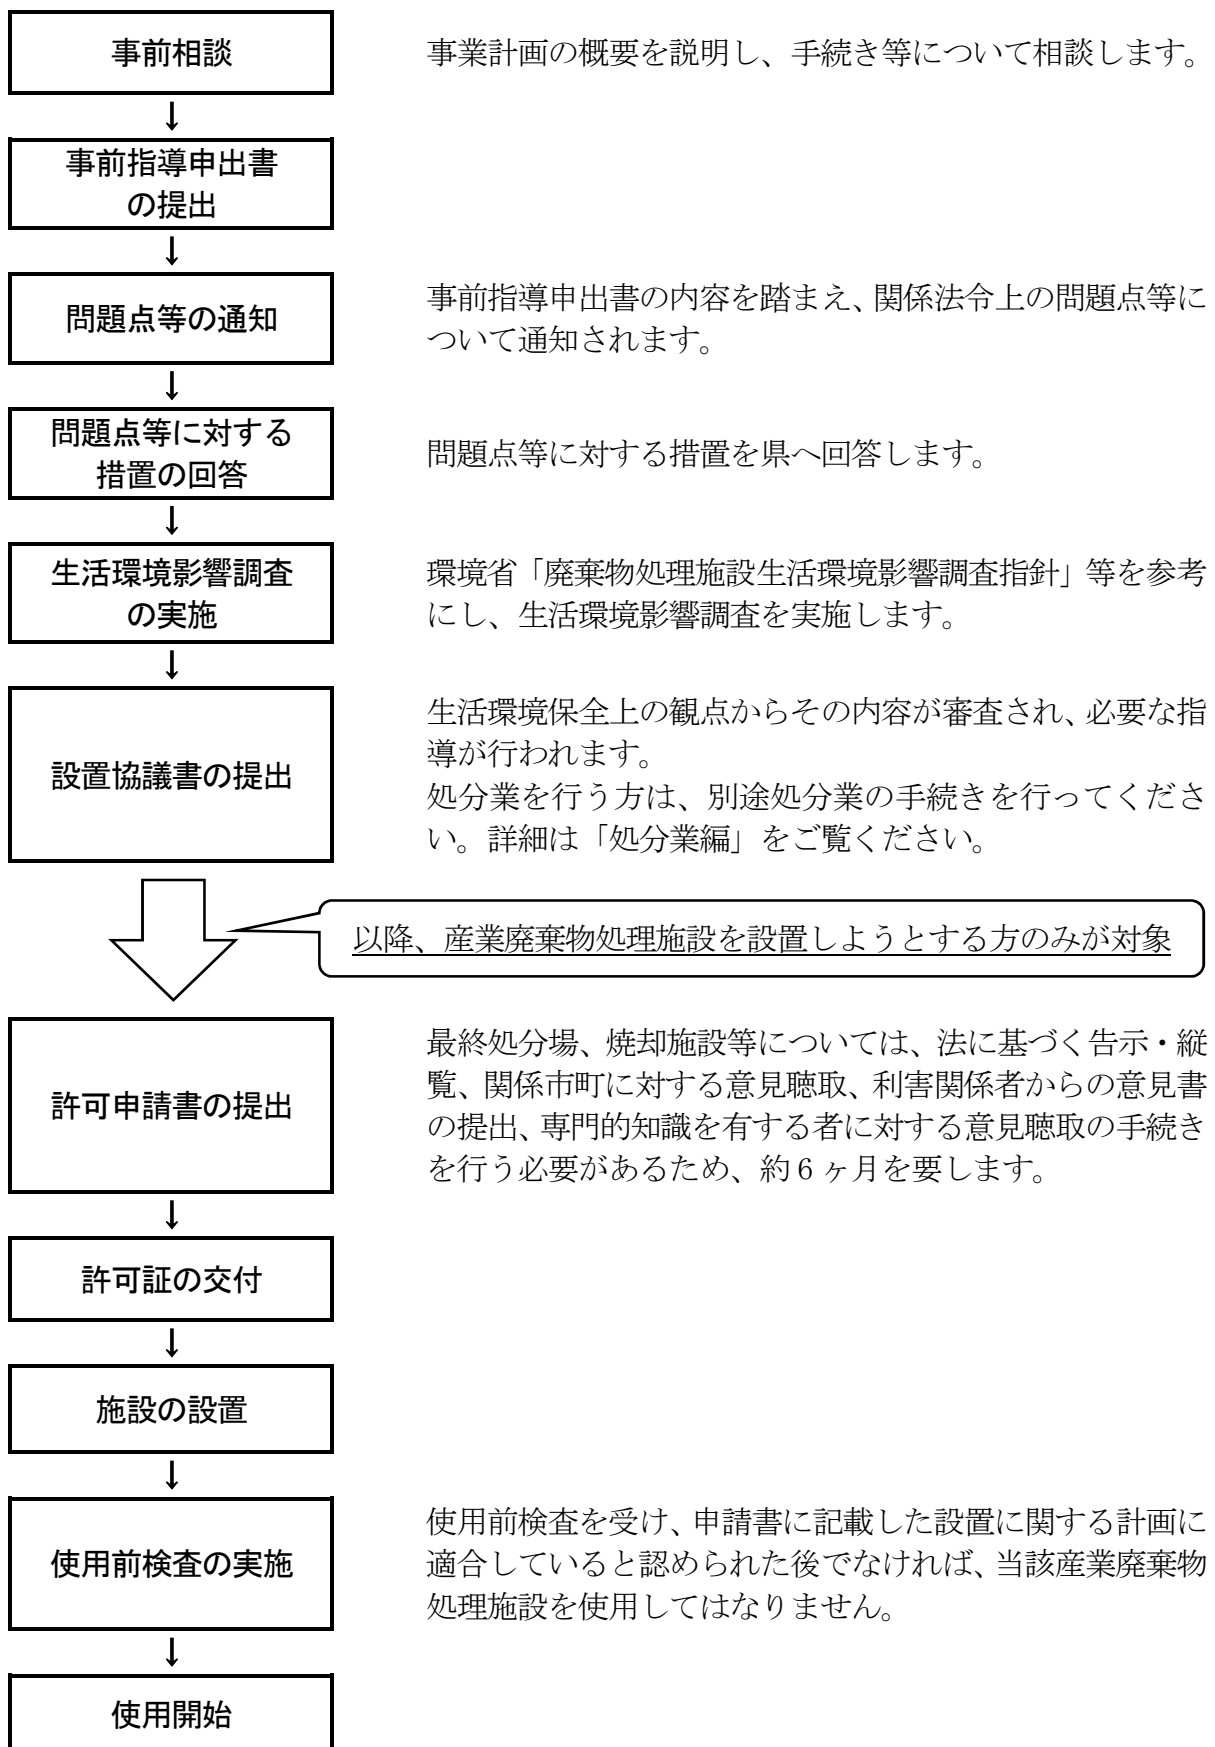 事前相談
事業計画の概要を説明し、手続き等について相談します。
↓
事前指導申出書
の提出
↓
問題点等の通知
事前指導申出書の内容を踏まえ、関係法令上の問題点等に
ついて通知されます。
↓
問題点等に対する
措置の回答
問題点等に対する措置を県へ回答します。
↓
生活環境影響調査
の実施
環境省「廃棄物処理施設生活環境影響調査指針」等を参考
にし、生活環境影響調査を実施します。
↓
設置協議書の提出
生活環境保全上の観点からその内容が審査され、必要な指
導が行われます。
処分業を行う方は、別途処分業の手続きを行ってくださ
い。詳細は「処分業編」をご覧ください。
以降、産業廃棄物処理施設を設置しようとする方のみが対象
許可申請書の提出
最終処分場、焼却施設等については、法に基づく告示・縦
覧、関係市町に対する意見聴取、利害関係者からの意見書
の提出、専門的知識を有する者に対する意見聴取の手続き
を行う必要があるため、約6ヶ月を要します。
↓
許可証の交付
↓
施設の設置
↓
使用前検査の実施
使用前検査を受け、申請書に記載した設置に関する計画に
適合していると認められた後でなければ、当該産業廃棄物
処理施設を使用してはなりません。
↓
使用開始